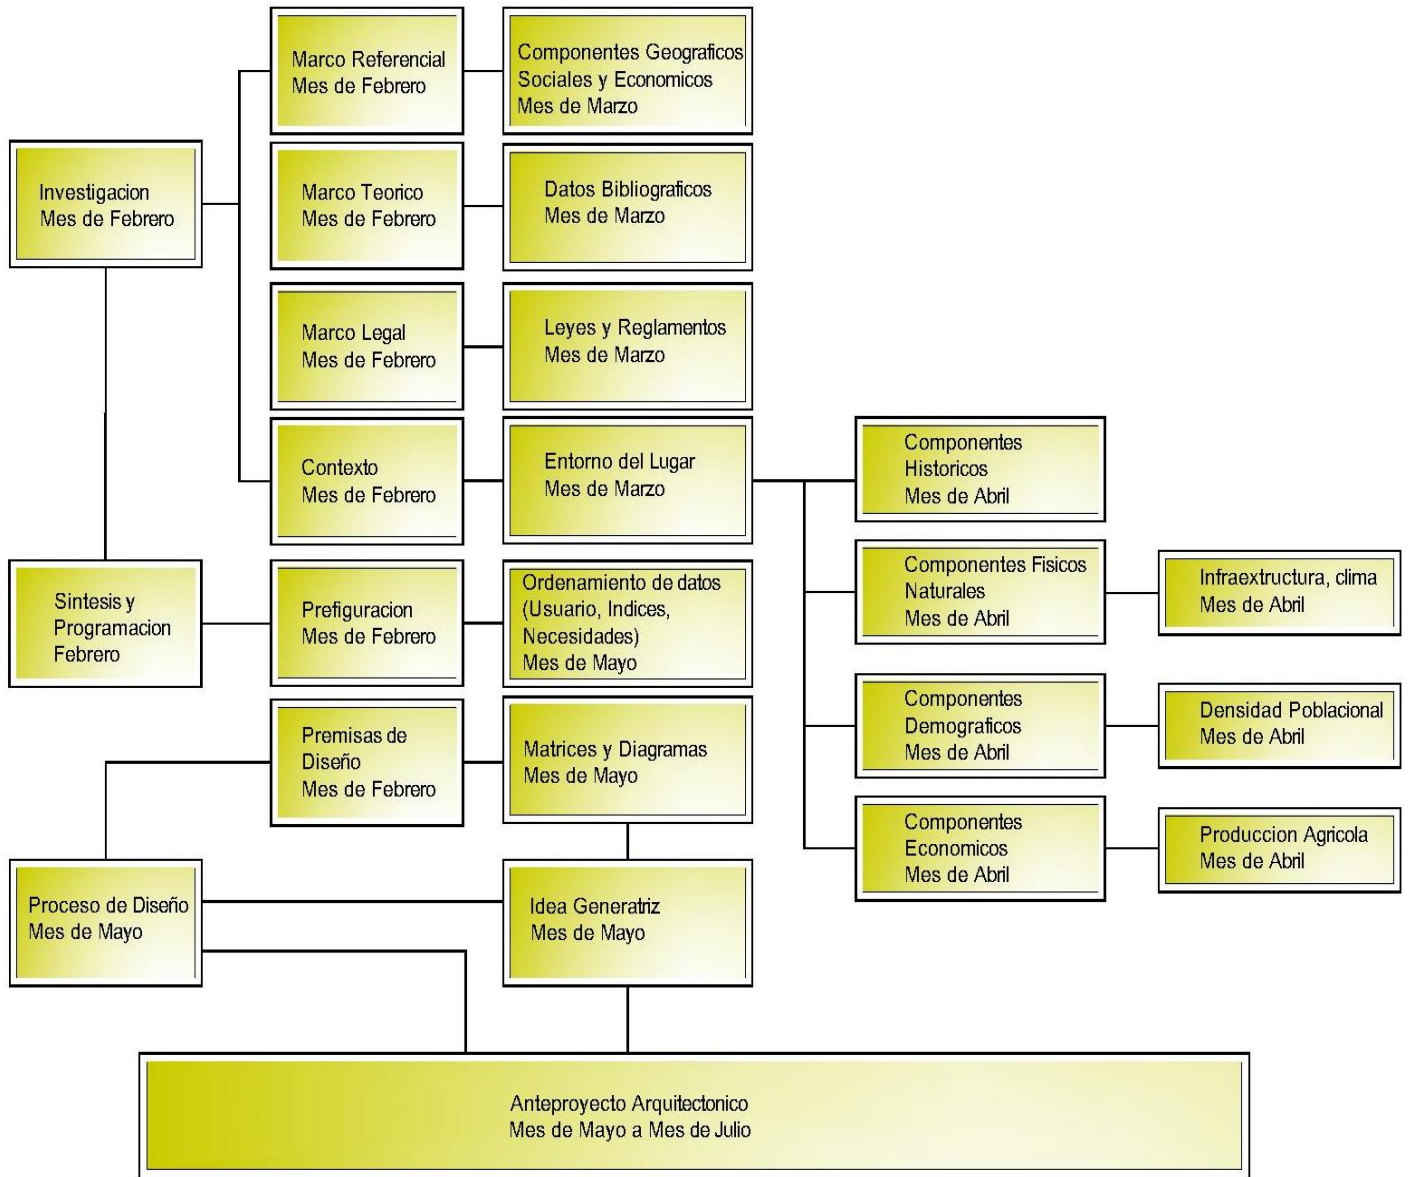 Marco Referencial
Mes de Febrero
Componentes Geograficos
Sociales y Economicos
Mes de Marzo
Investigacion
Mes de Febrero
Marco Teorico
Mes de Febrero
Datos Bibliograficos
Mes de Marzo
Marco Legal
Mes de Febrero
Leyes y Reglamentos
Mes de Marzo
Contexto
Mes de Febrero
Entorno del Lugar
Mes de Marzo
Componentes
Historicos
Mes de Abril
Componentes Fisicos
Naturales
Mes de Abril
Infraextructura, clima
Mes de Abril
Sintesis y
Programacion
Febrero
Prefiguracion
Mes de Febrero
Ordenamiento de datos
(Usuario, Indices,
Necesidades)
Mes de Mayo
Componentes
Demograficos
Mes de Abril
Densidad Poblacional
Mes de Abril
Premisas de
Diseño
Mes de Febrero
Matrices y Diagramas
Mes de Mayo
Componentes
Economicos
Mes de Abril
Produccion Agricola
Mes de Abril
Proceso de Diseño
Mes de Mayo
Idea Generatriz
Mes de Mayo
Anteproyecto Arquitectonico
Mes de Mayo a Mes de Julio